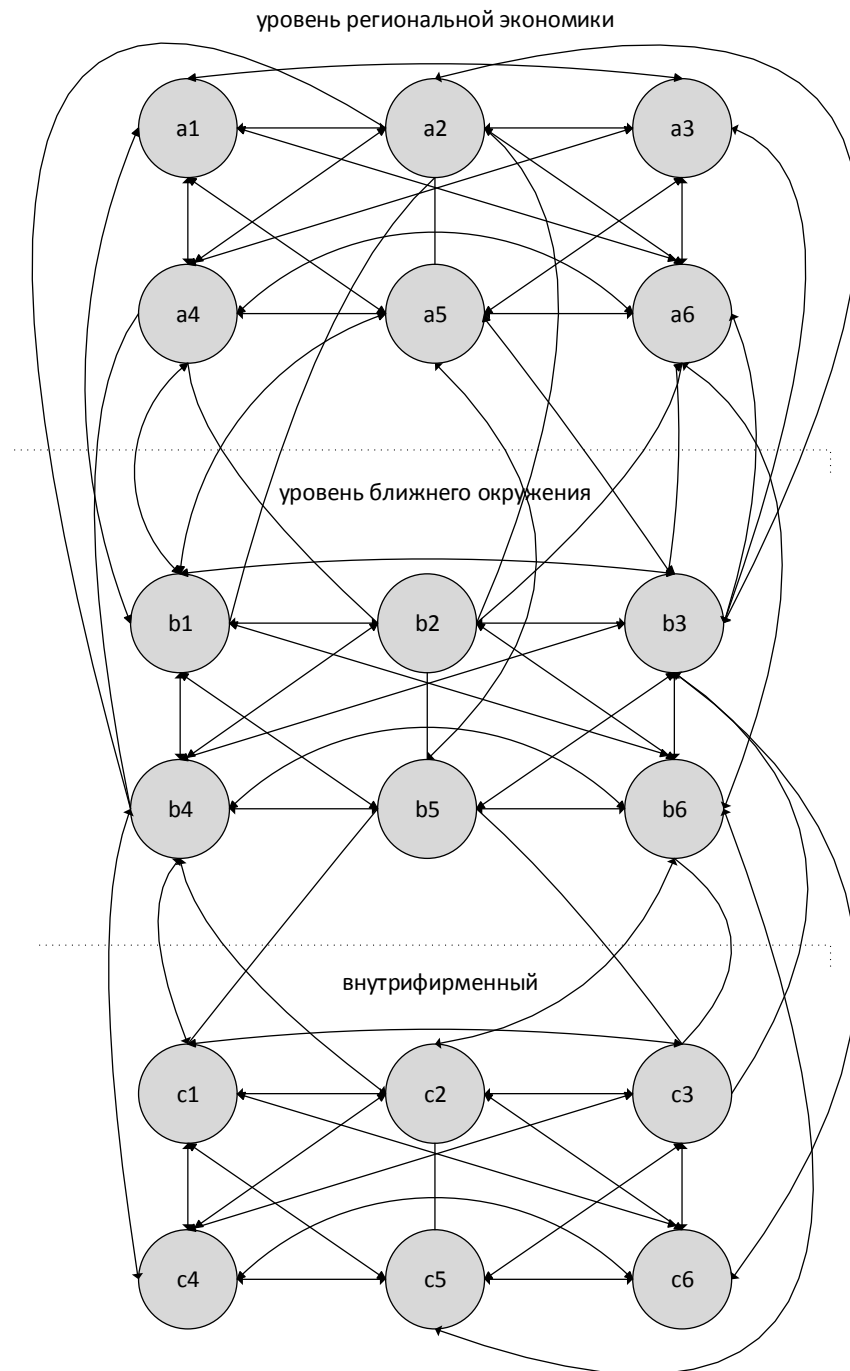 уровень региональной экономики
a1 a2 a3
a4 a5 a6
уровень ближнего окружения
b1 b2 b3
b4 b5 b6
внутрифирменный
c1 c2 c3
c4 c5 c6